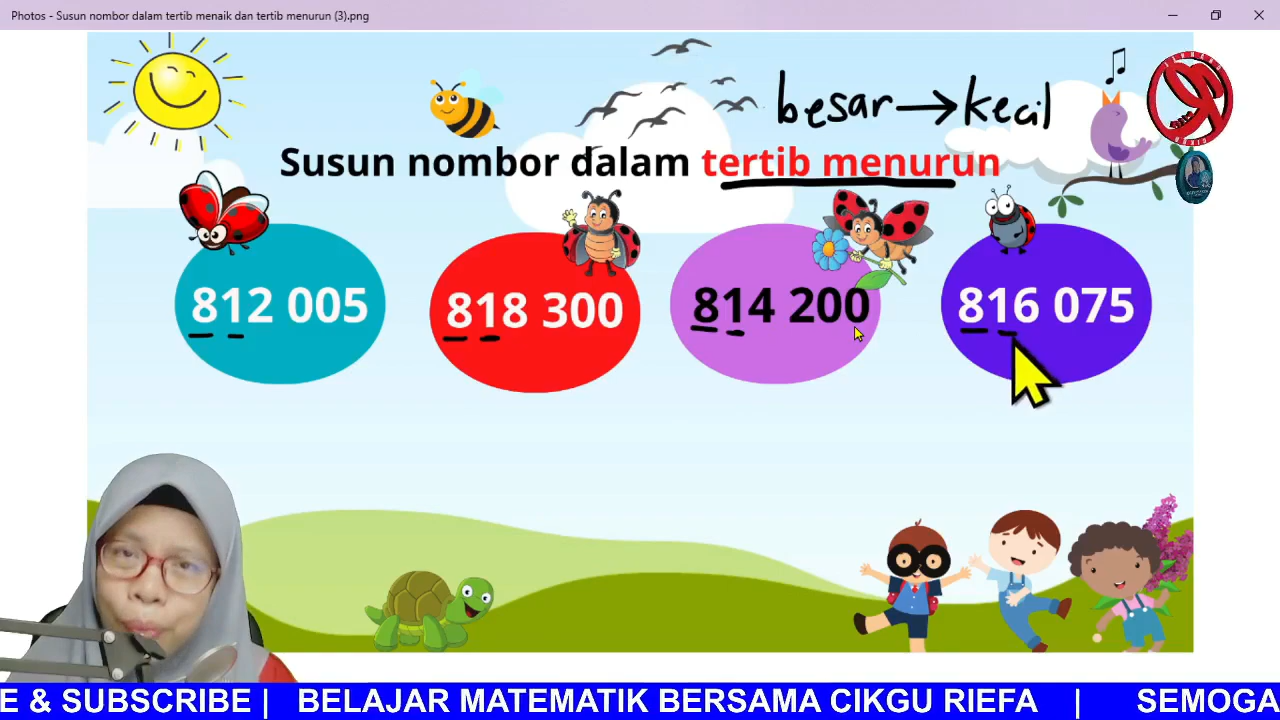 Photos - Susun nombor dalam tertib menaik dan tertib menurun (3).png
besar → kecil
Susun nombor dalam tertib menurun
812 005
818 300
814 200
816 075
E & SUBSCRIBE | BELAJAR MATEMATIK BERSAMA CIKGU RIEFA | SEMOGA